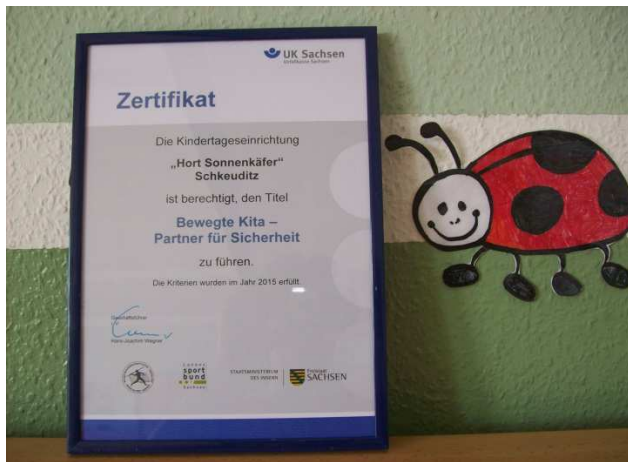 UK Sachsen
Unfallkasse Sachsen
Zertifikat
Die Kindertageseinrichtung
„Hort Sonnenkäfer“
Schkeuditz
ist berechtigt, den Titel
Bewegte Kita –
Partner für Sicherheit
zu führen.
Die Kriterien wurden im Jahr 2015 erfüllt.
Geschäftsführer
Hans-Joachim Wagner
Landes
sport
bund
Sachsen
STAATSMINISTERIUM
DES INNERN
Freistaat
SACHSEN